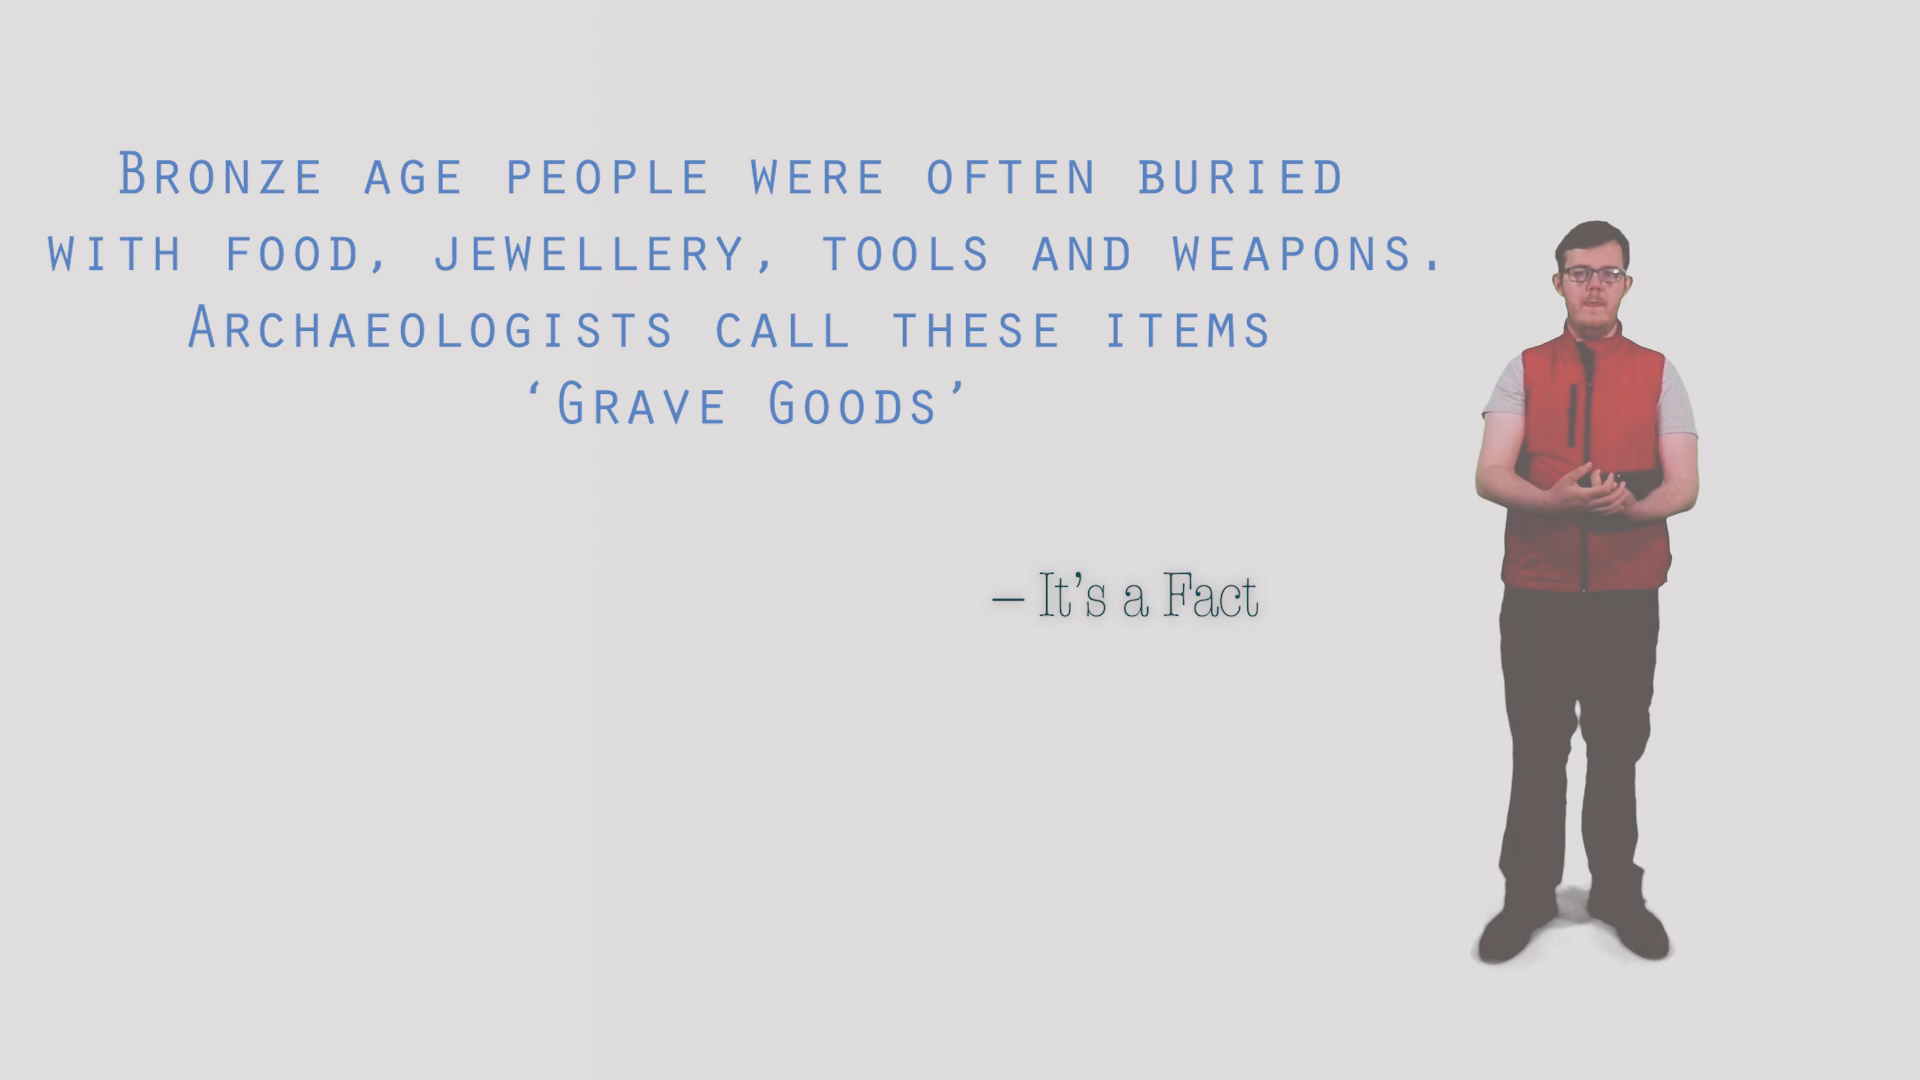 Bronze age people were often buried
with food, jewellery, tools and weapons.
Archaeologists call these items
‘Grave Goods’
– It’s a Fact